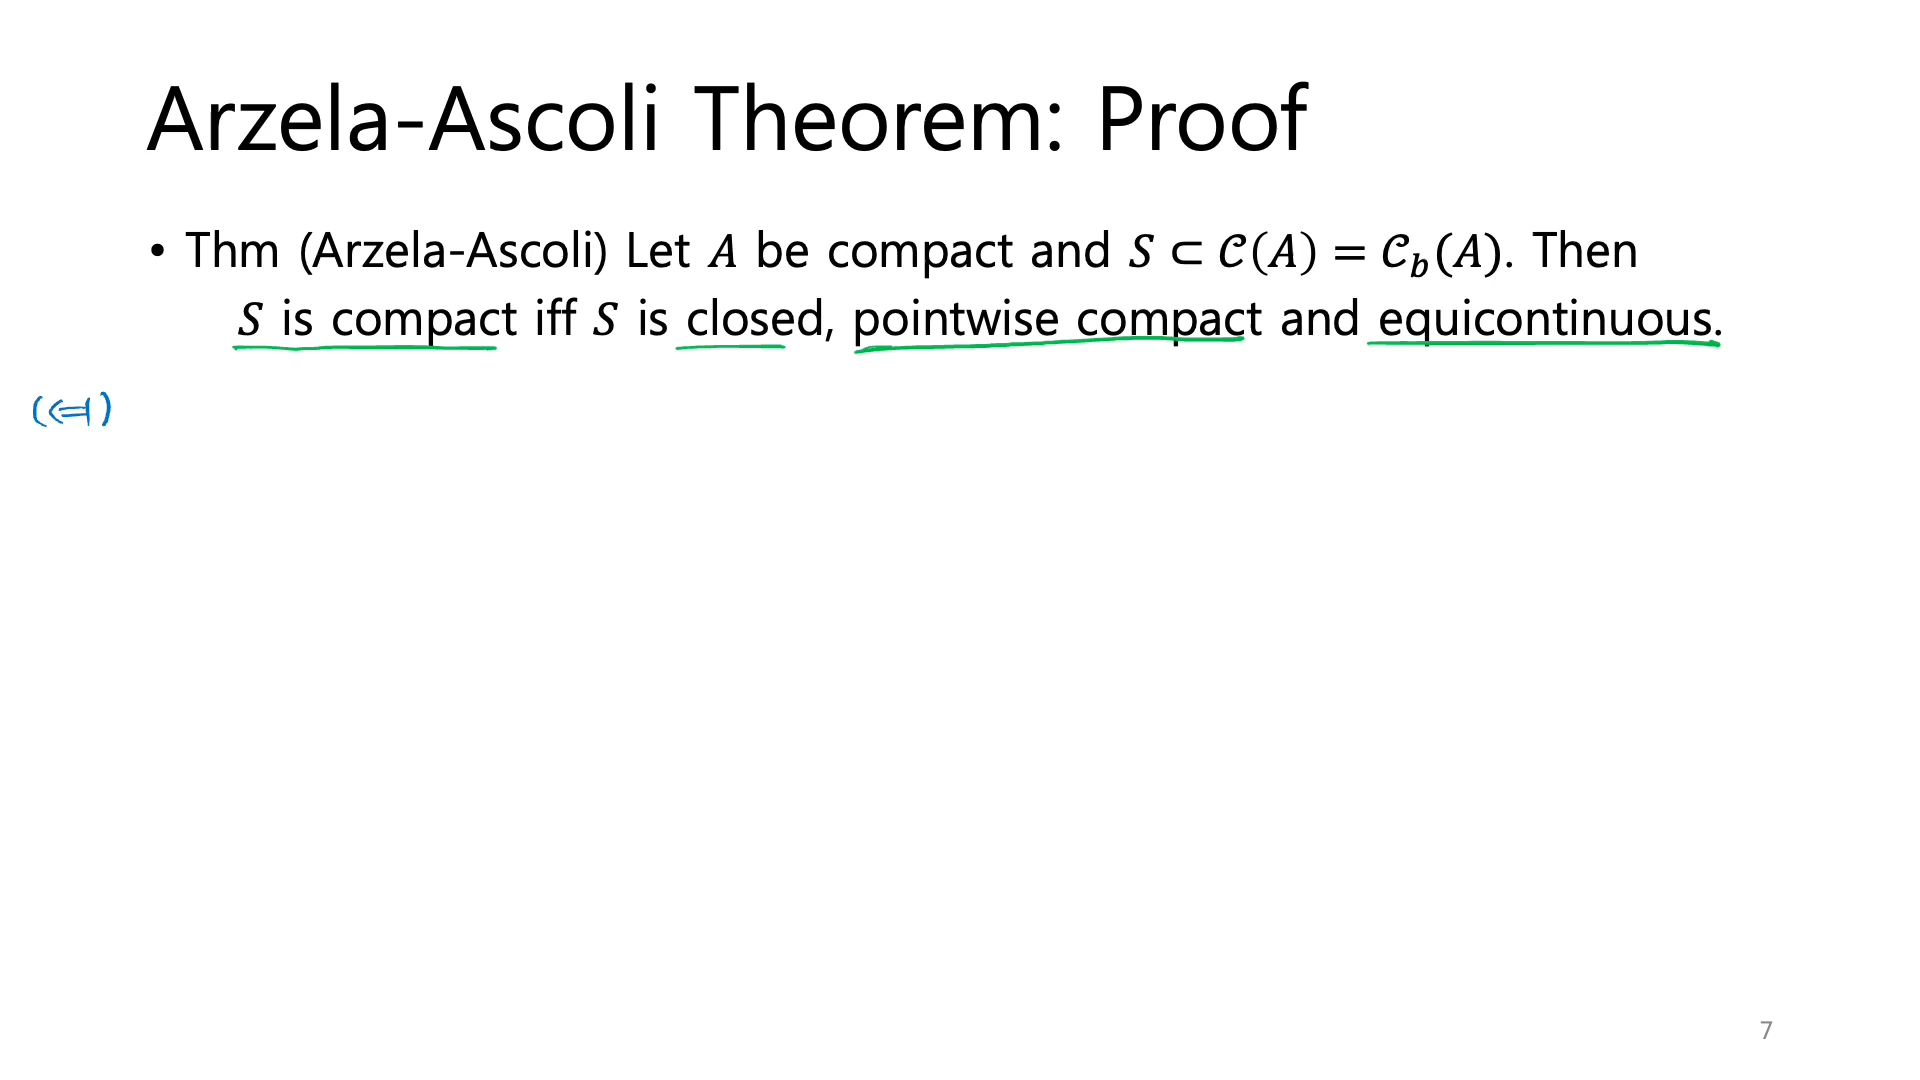 Arzela-Ascoli Theorem: Proof
• Thm (Arzela-Ascoli) Let 𝐴 be compact and 𝑆 ⊂ 𝒞(𝐴) = 𝒞_b(𝐴). Then
𝑆 is compact iff 𝑆 is closed, pointwise compact and equicontinuous.
(⇐)
7